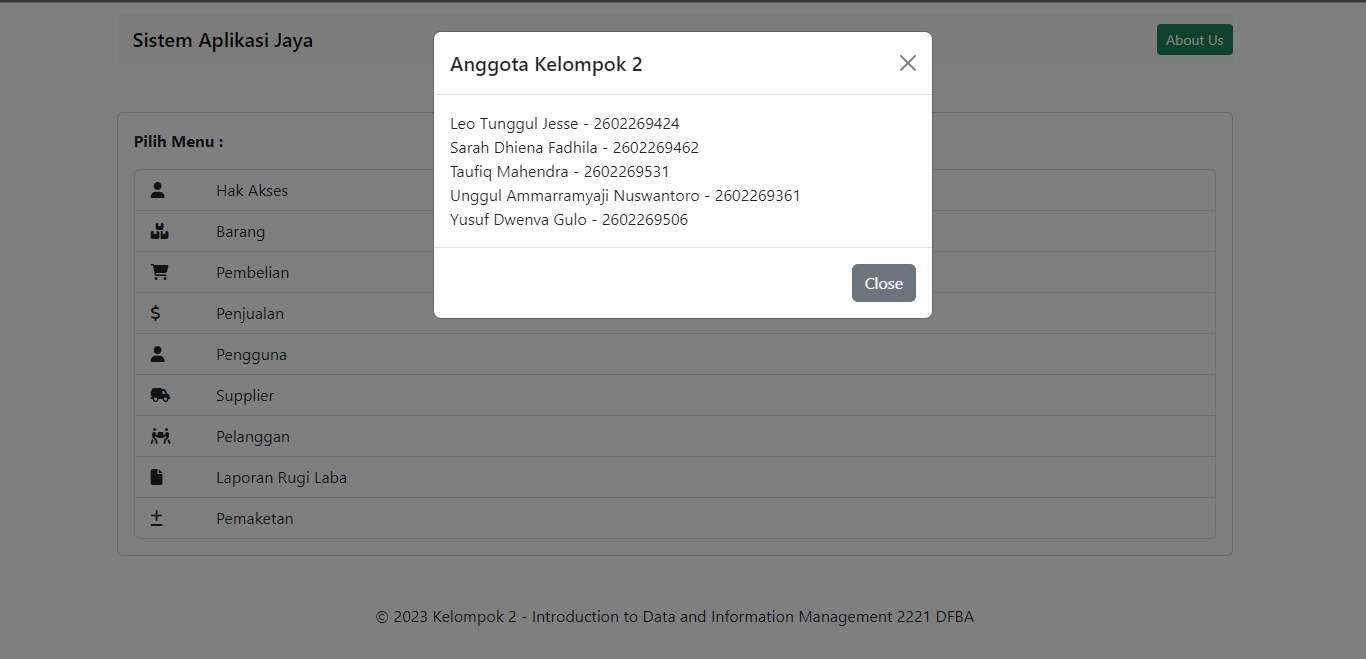 Sistem Aplikasi Jaya
About Us
Anggota Kelompok 2
Leo Tunggul Jesse - 2602269424
Sarah Dhiena Fadhila - 2602269462
Taufiq Mahendra - 2602269531
Unggul Ammarramyaji Nuswantoro - 2602269361
Yusuf Dwenva Gulo - 2602269506
Close
Pilih Menu :
Hak Akses
Barang
Pembelian
Penjualan
Pengguna
Supplier
Pelanggan
Laporan Rugi Laba
Pemaketan
© 2023 Kelompok 2 - Introduction to Data and Information Management 2221 DFBA